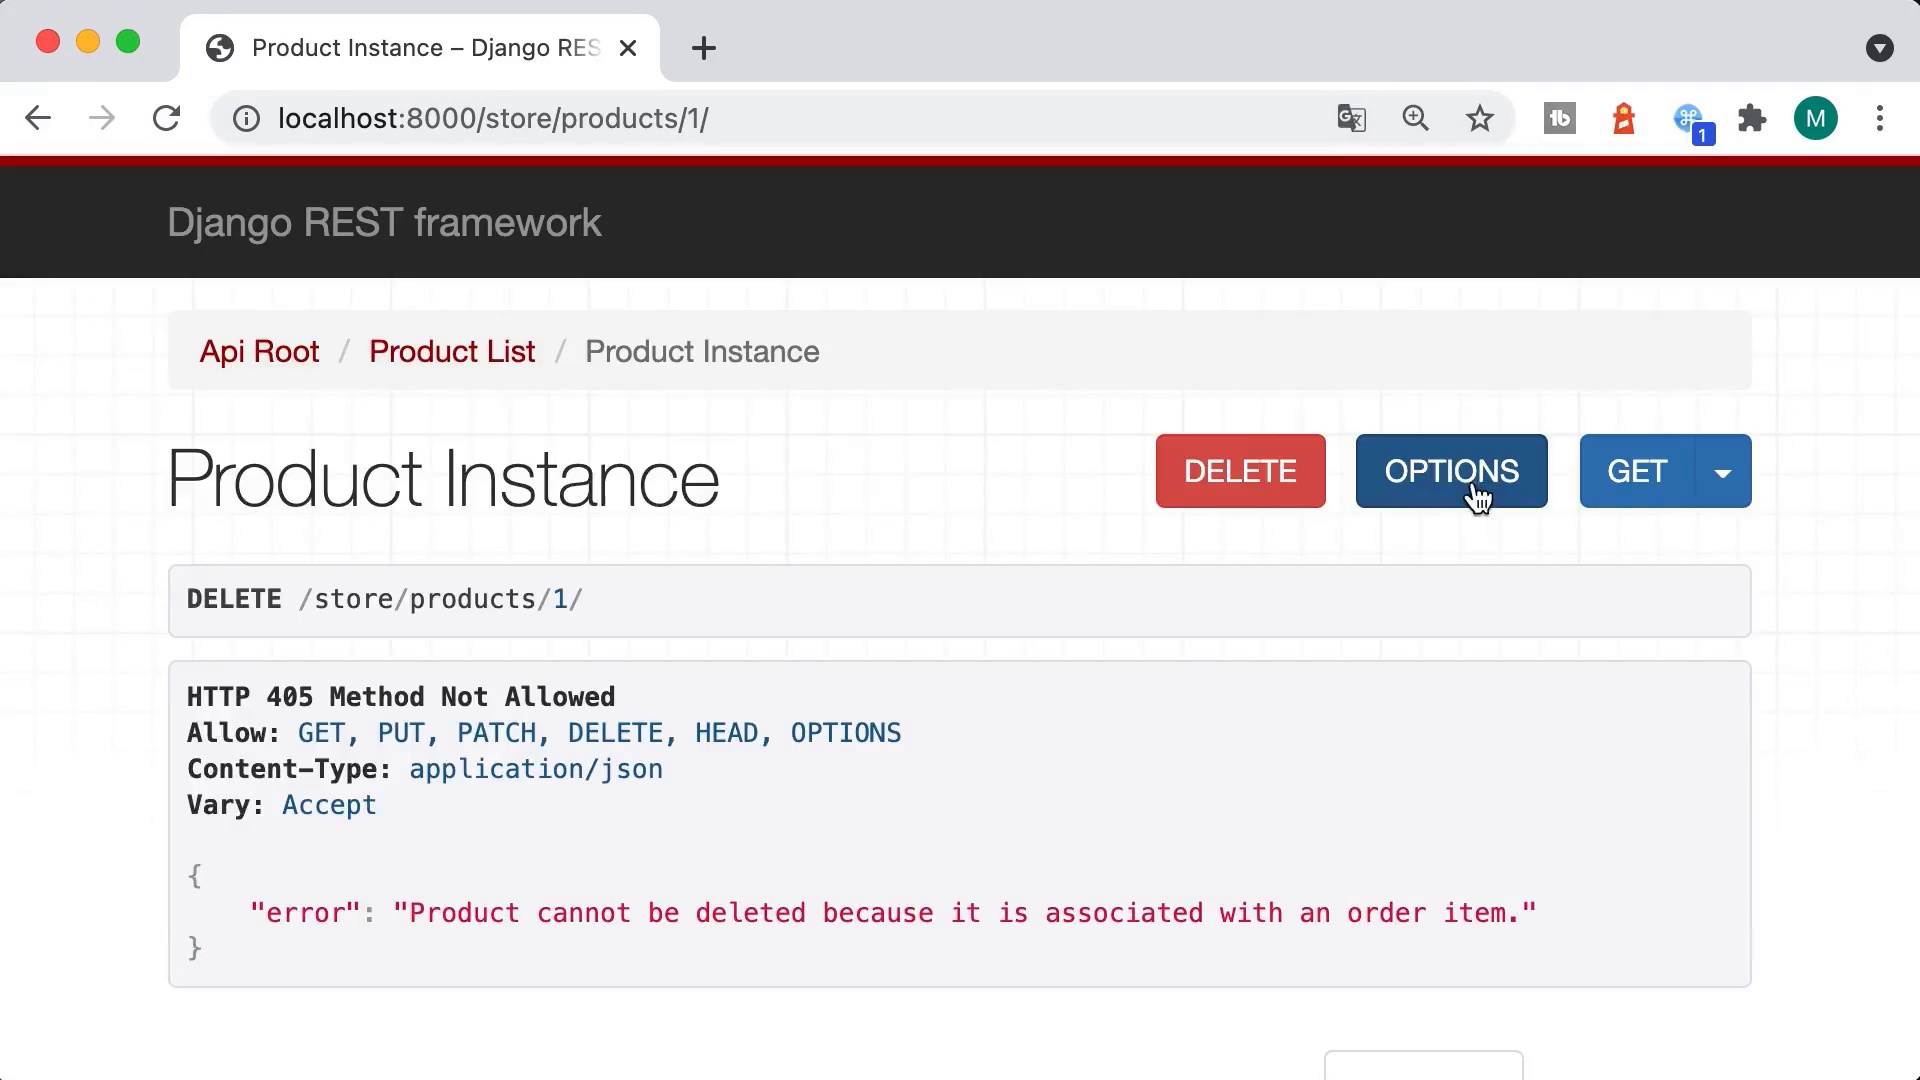 Product Instance – Django RES
localhost:8000/store/products/1/
1
M
Django REST framework
Api Root / Product List / Product Instance
Product Instance
DELETE
OPTIONS
GET
DELETE /store/products/1/
HTTP 405 Method Not Allowed
Allow: GET, PUT, PATCH, DELETE, HEAD, OPTIONS
Content-Type: application/json
Vary: Accept
{
"error": "Product cannot be deleted because it is associated with an order item."
}